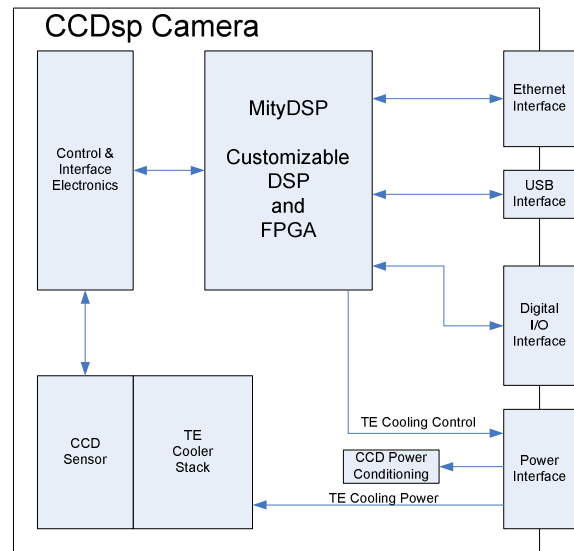 CCDsp Camera
Control &
Interface
Electronics
MityDSP
Customizable
DSP
and
FPGA
Ethernet
Interface
USB
Interface
Digital
I/O
Interface
CCD
Sensor
TE
Cooler
Stack
TE Cooling Control
CCD Power
Conditioning
TE Cooling Power
Power
Interface